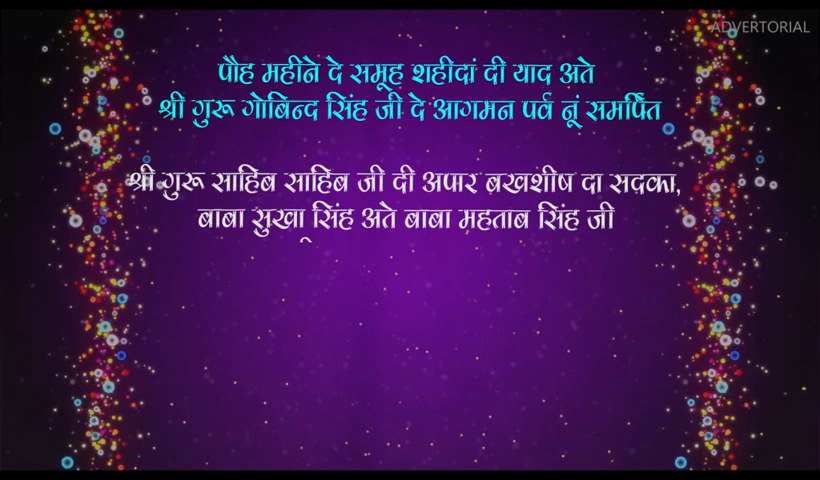 ADVERTORIAL
पौह महीने दे समूह शहीदां दी याद अते
श्री गुरू गोबिन्द सिंह जी दे आगमन पर्व नूं समर्पित
श्री गुरू साहिब साहिब जी दी अपार बखशीष दा सदका,
बाबा सुखा सिंह अते बाबा महताब सिंह जी